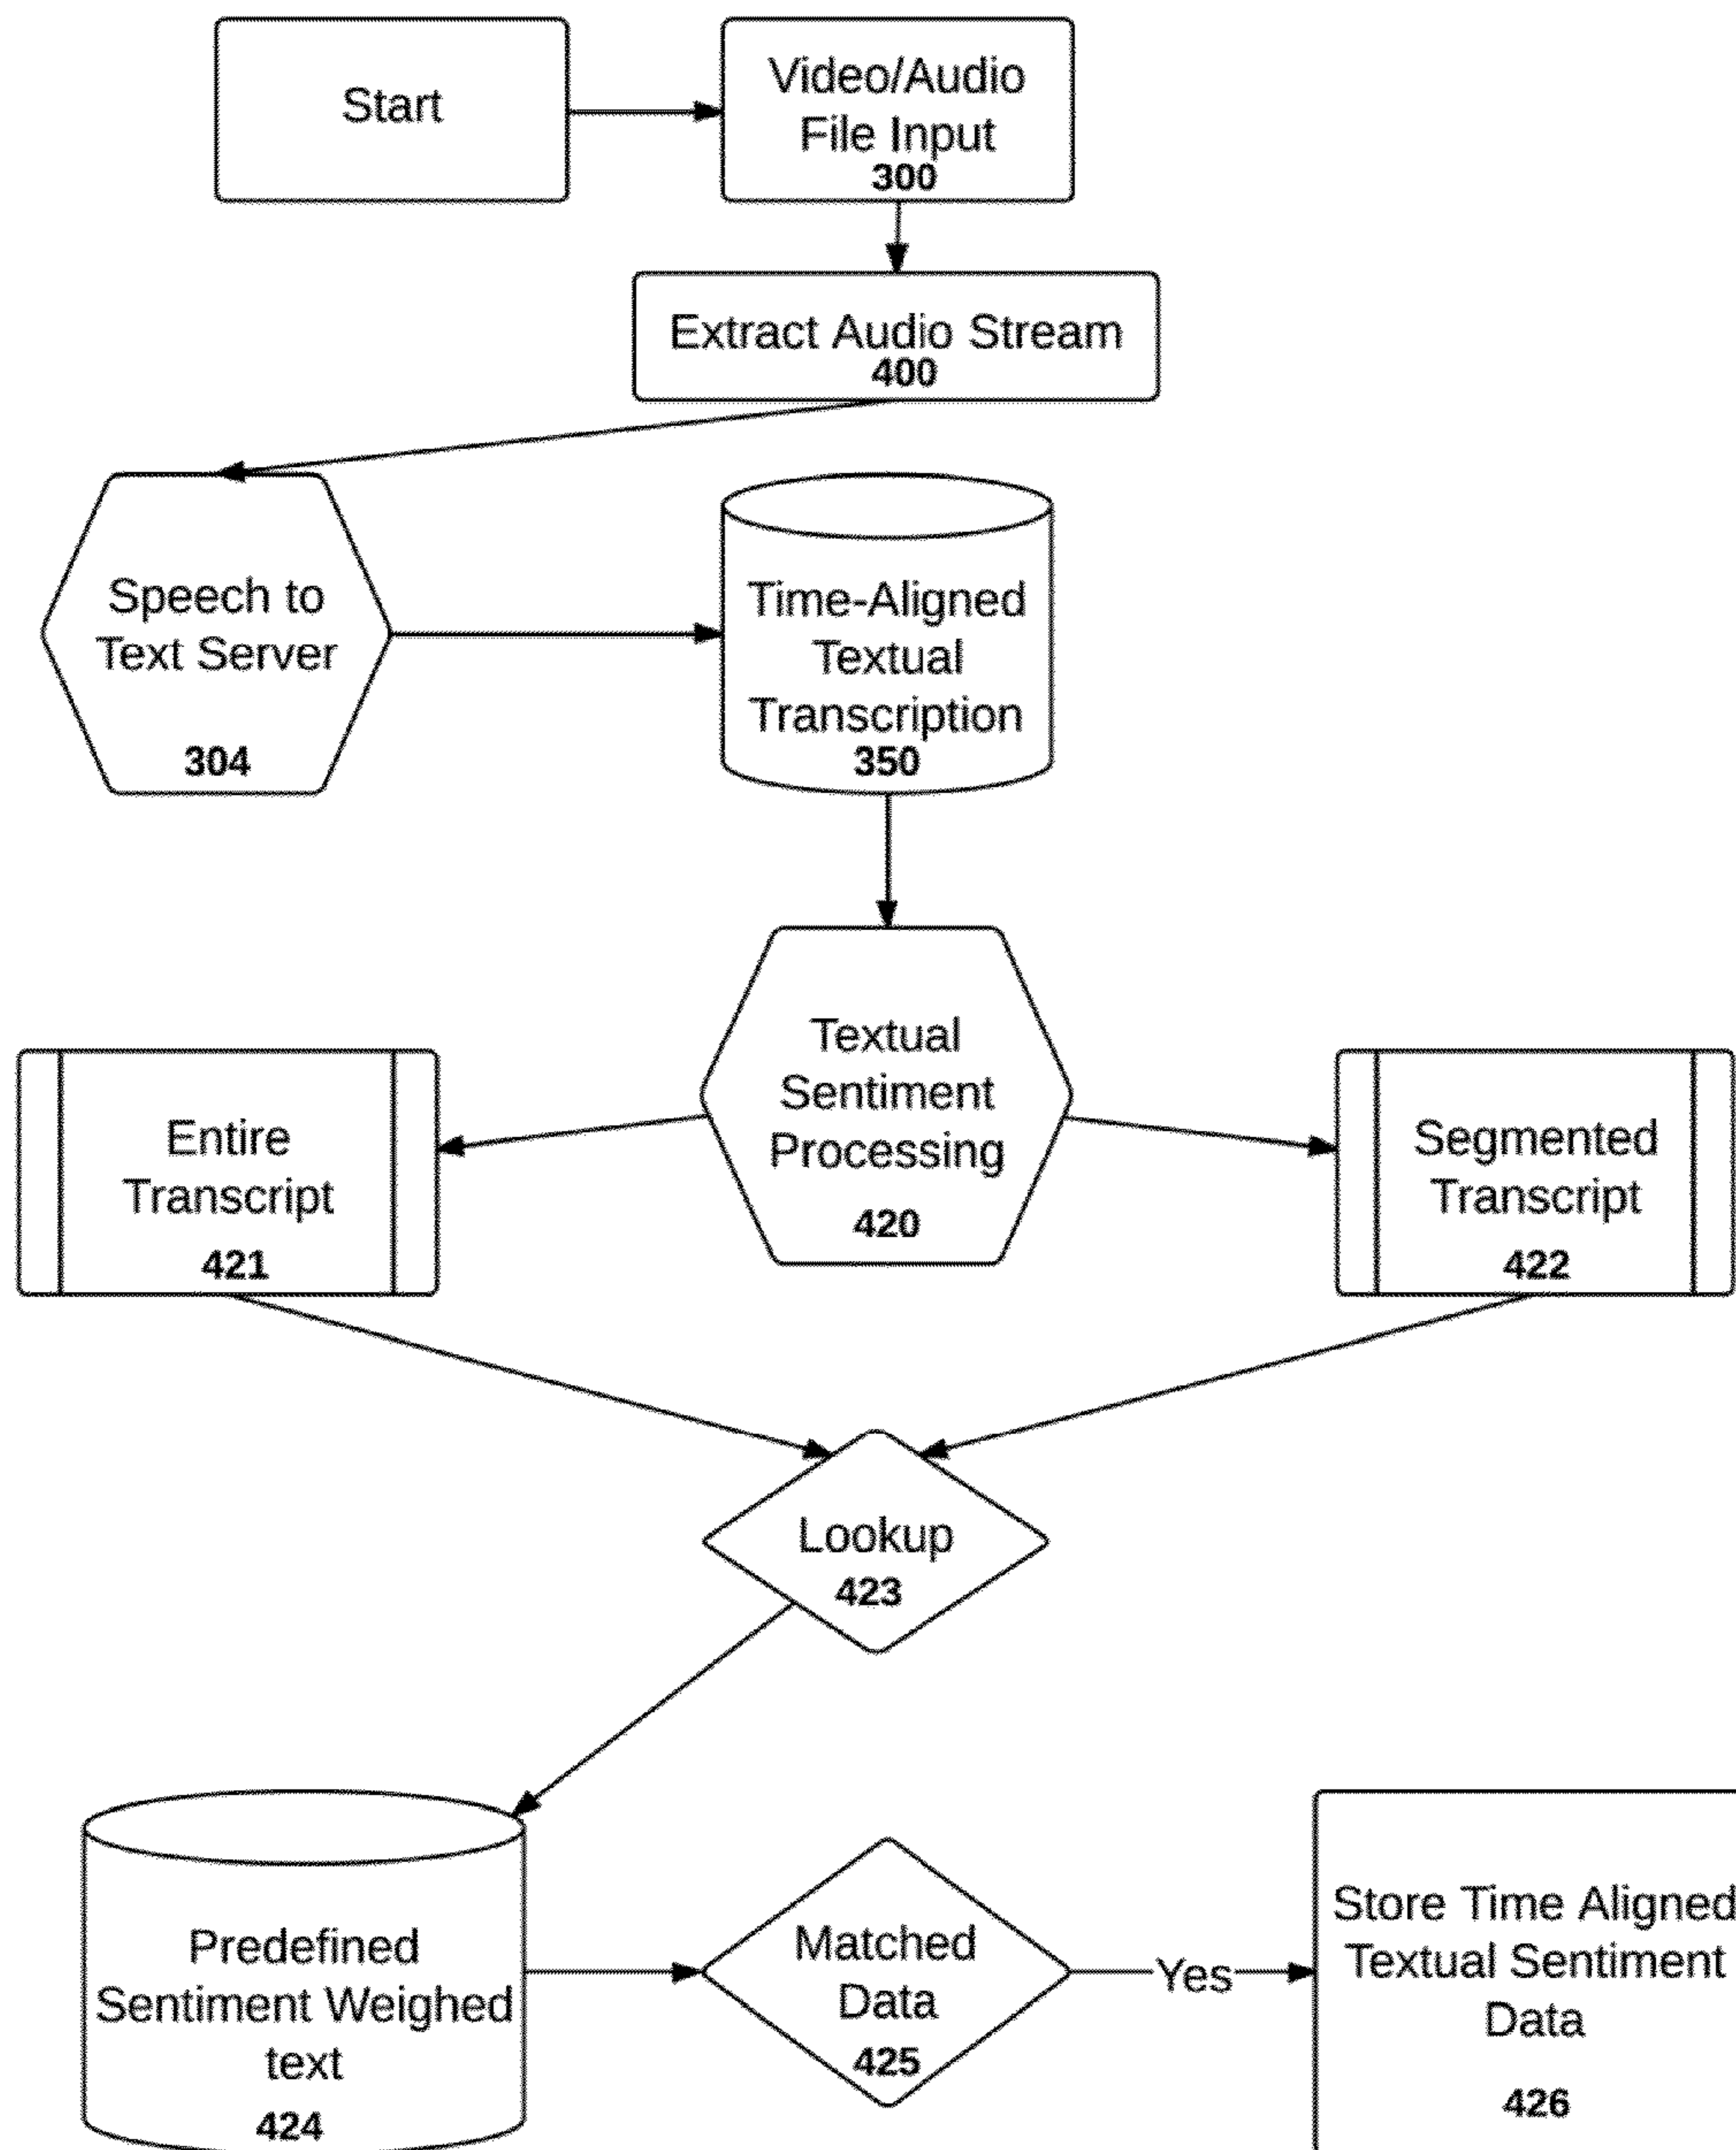 Start
Video/Audio
File Input
300
Extract Audio Stream
400
Speech to
Text Server
304
Time-Aligned
Textual
Transcription
350
Textual
Sentiment
Processing
420
Entire
Transcript
421
Segmented
Transcript
422
Lookup
423
Predefined
Sentiment Weighed
text
424
Matched
Data
425
Yes
Store Time Aligned
Textual Sentiment
Data
426